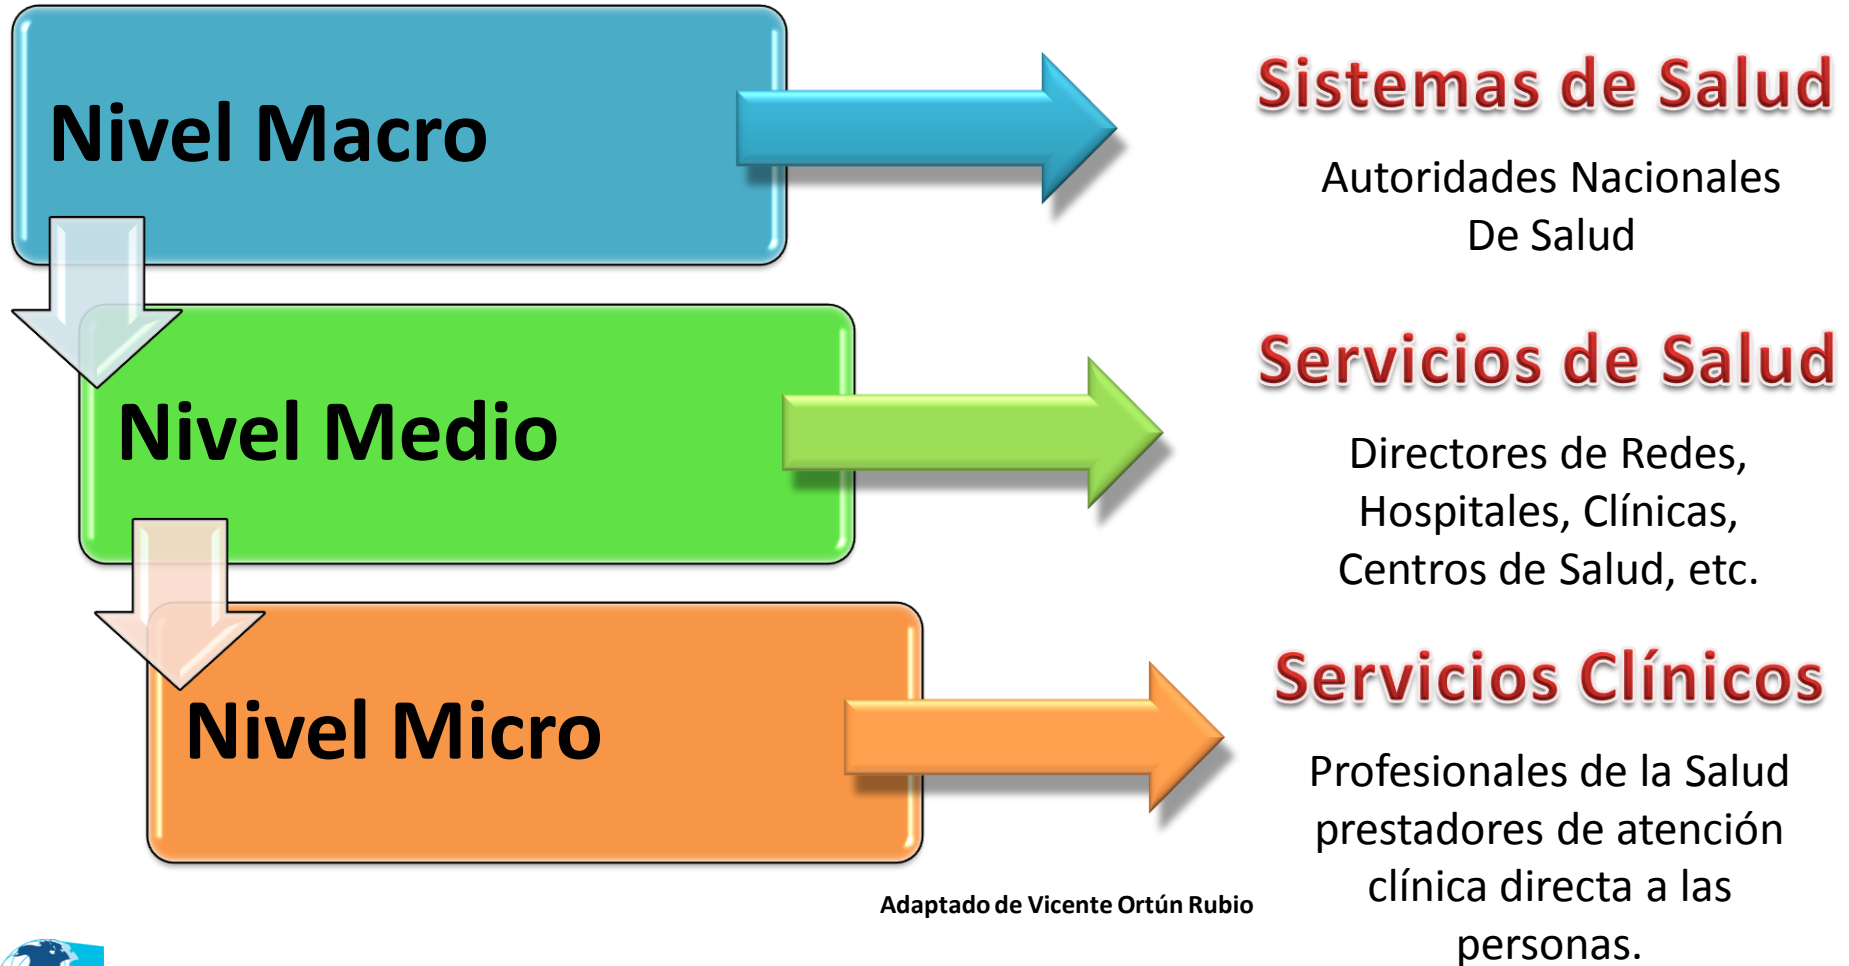 Nivel Macro
Sistemas de Salud
Autoridades Nacionales
De Salud
Nivel Medio
Servicios de Salud
Directores de Redes,
Hospitales, Clínicas,
Centros de Salud, etc.
Nivel Micro
Servicios Clínicos
Profesionales de la Salud
prestadores de atención
clínica directa a las
personas.
Adaptado de Vicente Ortún Rubio